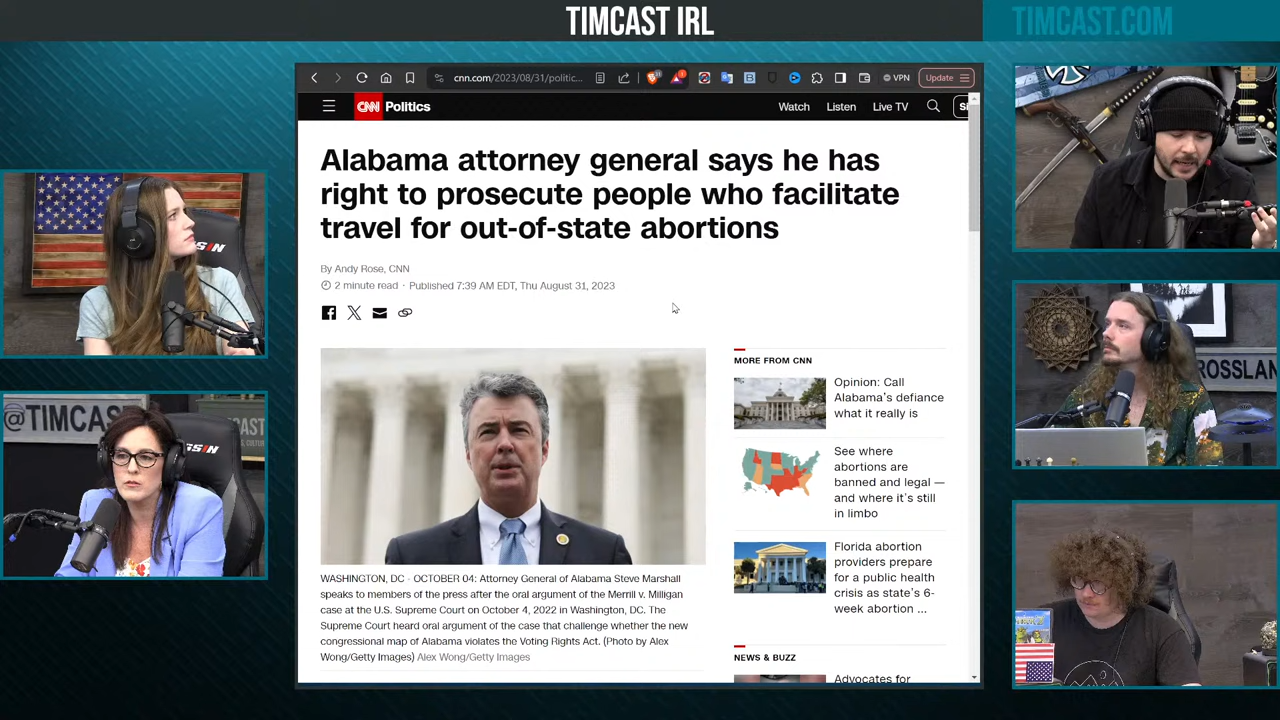 TIMCAST IRL
TIMCAST.COM
cnn.com/2023/08/31/politic...
VPN
Update
CNN Politics
Watch
Listen
Live TV
Alabama attorney general says he has
right to prosecute people who facilitate
travel for out-of-state abortions
By Andy Rose, CNN
2 minute read · Published 7:39 AM EDT, Thu August 31, 2023
WASHINGTON, DC - OCTOBER 04: Attorney General of Alabama Steve Marshall
speaks to members of the press after the oral argument of the Merrill v. Milligan
case at the U.S. Supreme Court on October 4, 2022 in Washington, DC. The
Supreme Court heard oral argument of the case that challenge whether the new
congressional map of Alabama violates the Voting Rights Act. (Photo by Alex
Wong/Getty Images) Alex Wong/Getty Images
MORE FROM CNN
Opinion: Call
Alabama's defiance
what it really is
See where
abortions are
banned and legal —
and where it's still
in limbo
Florida abortion
providers prepare
for a public health
crisis as state's 6-
week abortion ...
NEWS & BUZZ
Advocates for
@TIMCAST
CROSSLAN